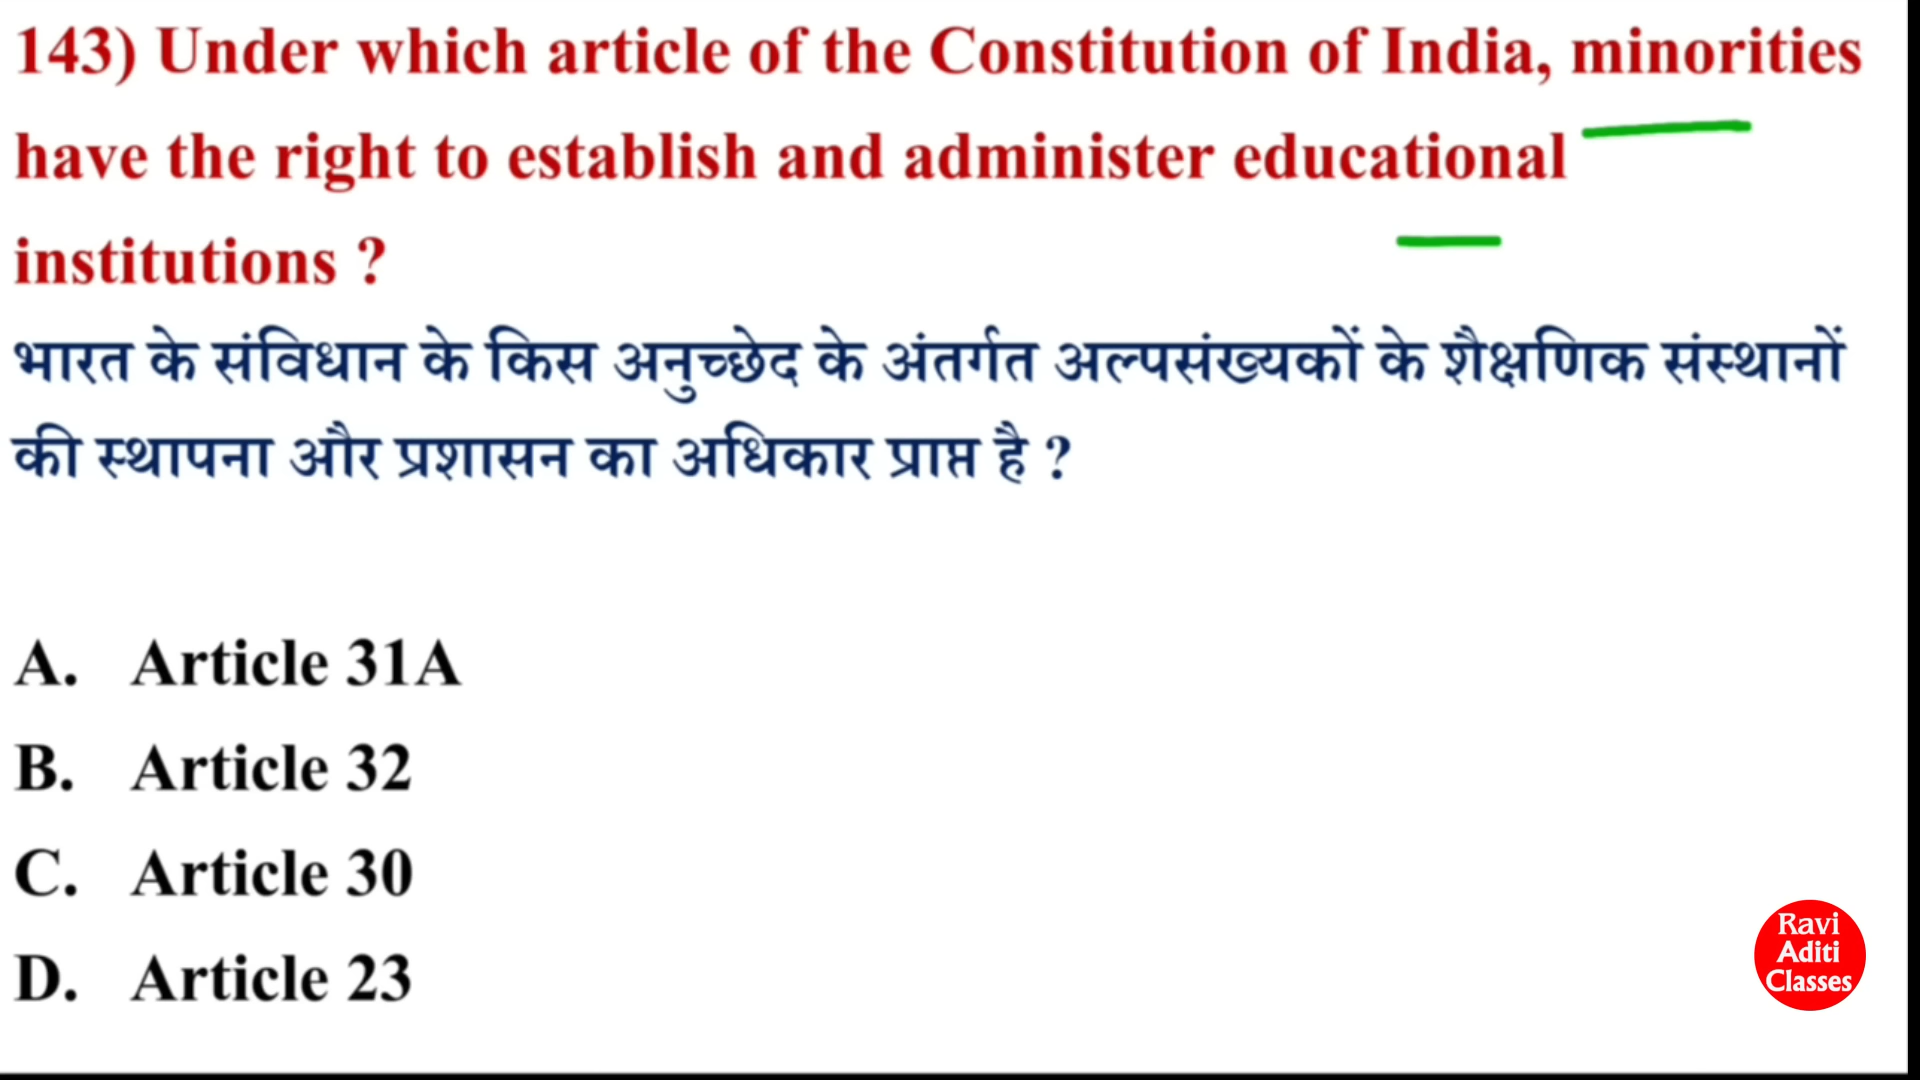 143) Under which article of the Constitution of India, minorities
have the right to establish and administer educational
institutions ?
भारत के संविधान के किस अनुच्छेद के अंतर्गत अल्पसंख्यकों के शैक्षणिक संस्थानों
की स्थापना और प्रशासन का अधिकार प्राप्त है ?
A. Article 31A
B. Article 32
C. Article 30
D. Article 23
Ravi
Aditi
Classes